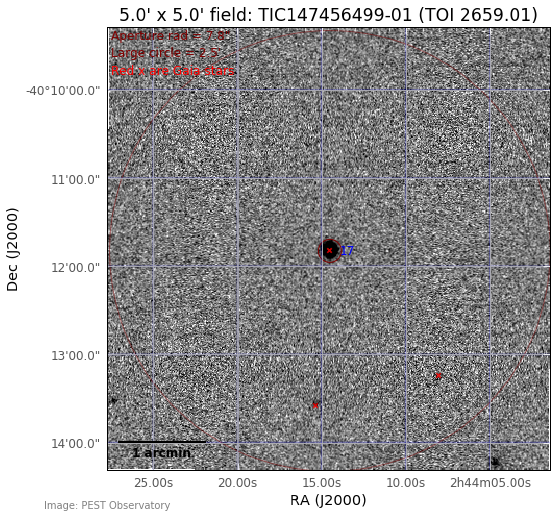 5.0' x 5.0' field: TIC147456499-01 (TOI 2659.01)
Aperture rad = 7.8"
Large circle = 2.5'
Red x are Gaia stars
-40°10'00.0"
11'00.0"
12'00.0"
13'00.0"
14'00.0"
Dec (J2000)
17
1 arcmin
25.00s 20.00s 15.00s 10.00s 2h44m05.00s
RA (J2000)
Image: PEST Observatory